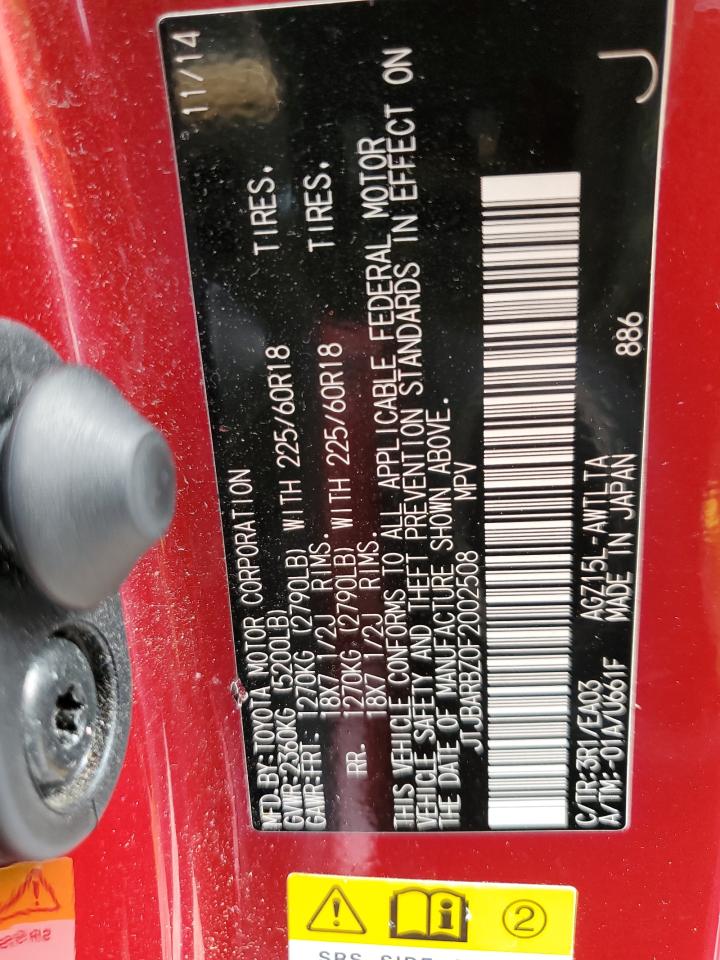 MFD.BY:TOYOTA MOTOR CORPORATION 11/14
GVWR:2360KG (5200LB)
GAWR:FRT. 1270KG (2790LB) WITH 225/60R18 TIRES.
18X7 1/2J RIMS.
RR. 1270KG (2790LB) WITH 225/60R18 TIRES.
18X7 1/2J RIMS.
THIS VEHICLE CONFORMS TO ALL APPLICABLE FEDERAL MOTOR
VEHICLE SAFETY AND THEFT PREVENTION STANDARDS IN EFFECT ON
THE DATE OF MANUFACTURE SHOWN ABOVE.
JTJBARBZ0F2002508 MPV
C/TR:3R1/EA03 AGZ15L-AWTLTA
A/TM:-01A/U661F MADE IN JAPAN 886 J
2
SRS SIDE